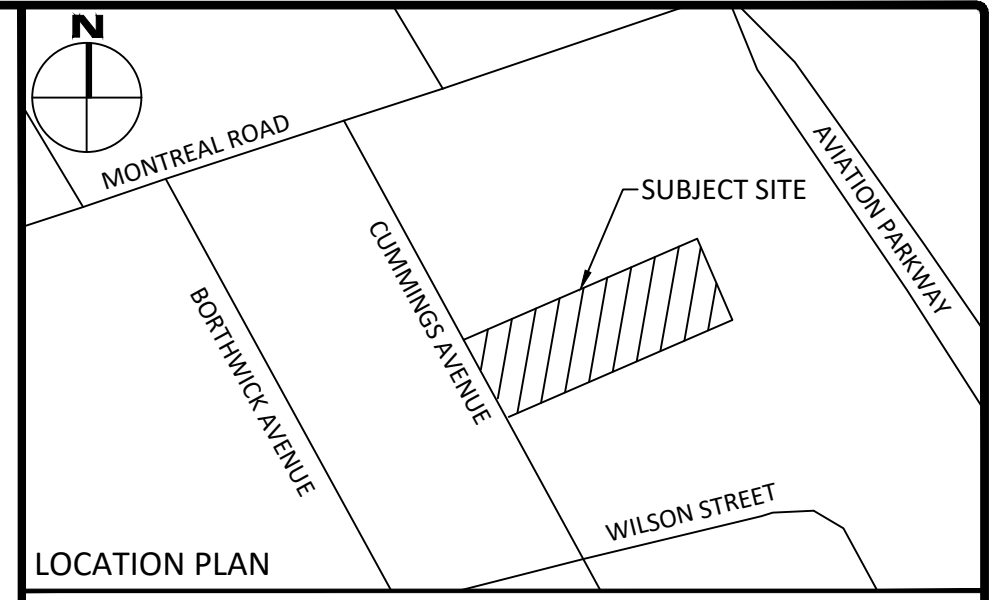 N
MONTREAL ROAD
SUBJECT SITE
AVIATION PARKWAY
CUMMINGS AVENUE
BORTHWICK AVENUE
WILSON STREET
LOCATION PLAN